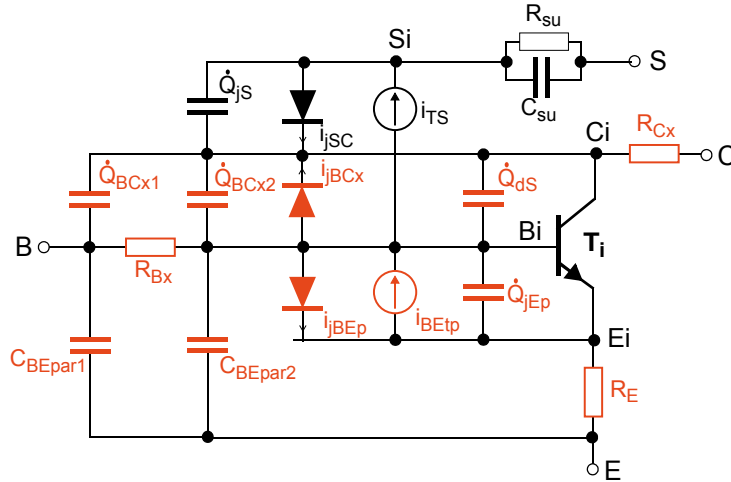 R_su
Si
S
Q̇_jS
C_su
i_TS
i_jSC
Ci
R_Cx
C
Q̇_BCx1
Q̇_BCx2
i_jBCx
Q̇_dS
B
Bi
T_i
R_Bx
Q̇_jEp
i_jBEp
i_BEtp
C_BEpar1
C_BEpar2
Ei
R_E
E